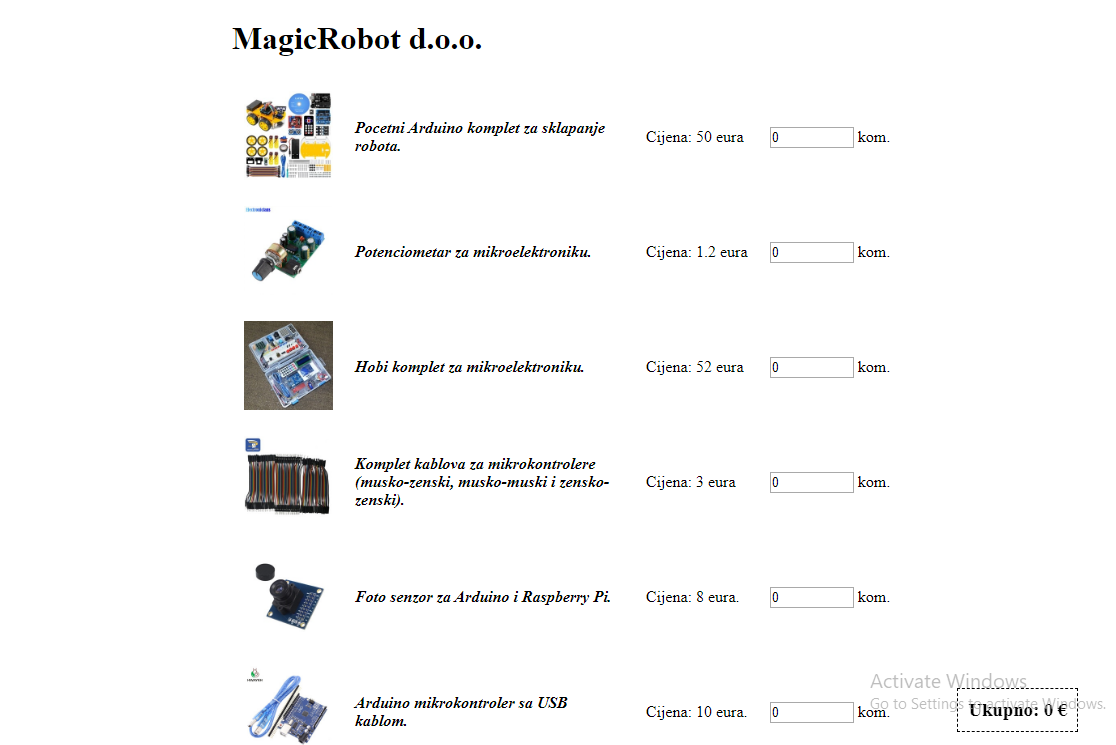 MagicRobot d.o.o.
Pocetni Arduino komplet za sklapanje
robota.
Cijena: 50 eura
0 kom.
Potenciometar za mikroelektroniku.
Cijena: 1.2 eura
0 kom.
Hobi komplet za mikroelektroniku.
Cijena: 52 eura
0 kom.
Komplet kablova za mikrokontrolere
(musko-zenski, musko-muski i zensko-
zenski).
Cijena: 3 eura
0 kom.
Foto senzor za Arduino i Raspberry Pi.
Cijena: 8 eura.
0 kom.
Arduino mikrokontroler sa USB
kablom.
Cijena: 10 eura.
0 kom.
Activate Windows
Go to Settings to activate Windows.
Ukupno: 0 €